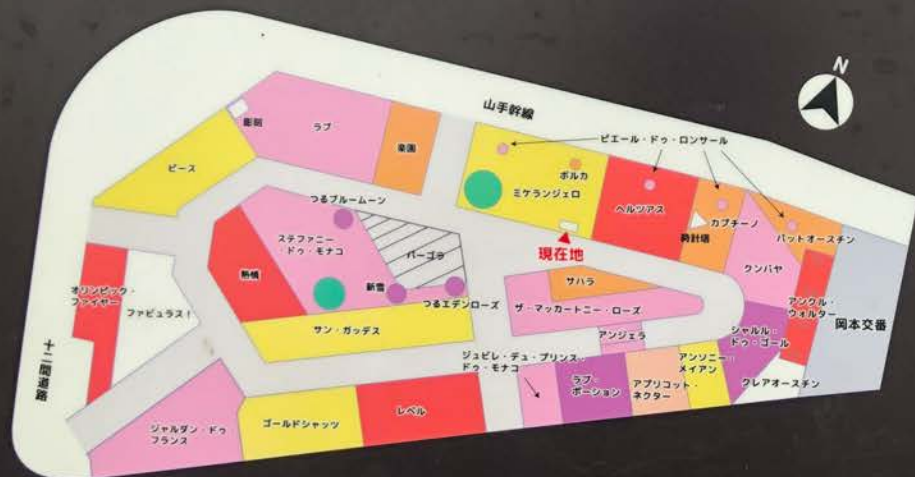 N
山手幹線
ピエール・ドゥ・ロンサール
彫刻
ラブ
楽園
ポルカ
ミケランジェロ
ピース
ヘルツアス
カプチーノ
時計塔
パットオースチン
つるブルームーン
ステファニー
・ドゥ・モナコ
パーゴラ
現在地
クンバヤ
熱情
サハラ
新雪
つるエデンローズ
ザ・マッカートニー・ローズ
アンクル・
ウォルター
岡本交番
オリンピック・
ファイヤー
ファビュラス!
サン・ガッデス
アンジェラ
シャルル・
ドゥ・ゴール
十二間道路
ジュビレ・デュ・プリンス・
ドゥ・モナコ
ラブ・
ポーション
アプリコット・
ネクター
アンソニー・
メイアン
クレアオースチン
ジャルダン・ドゥ
フランス
ゴールドシャッツ
レベル